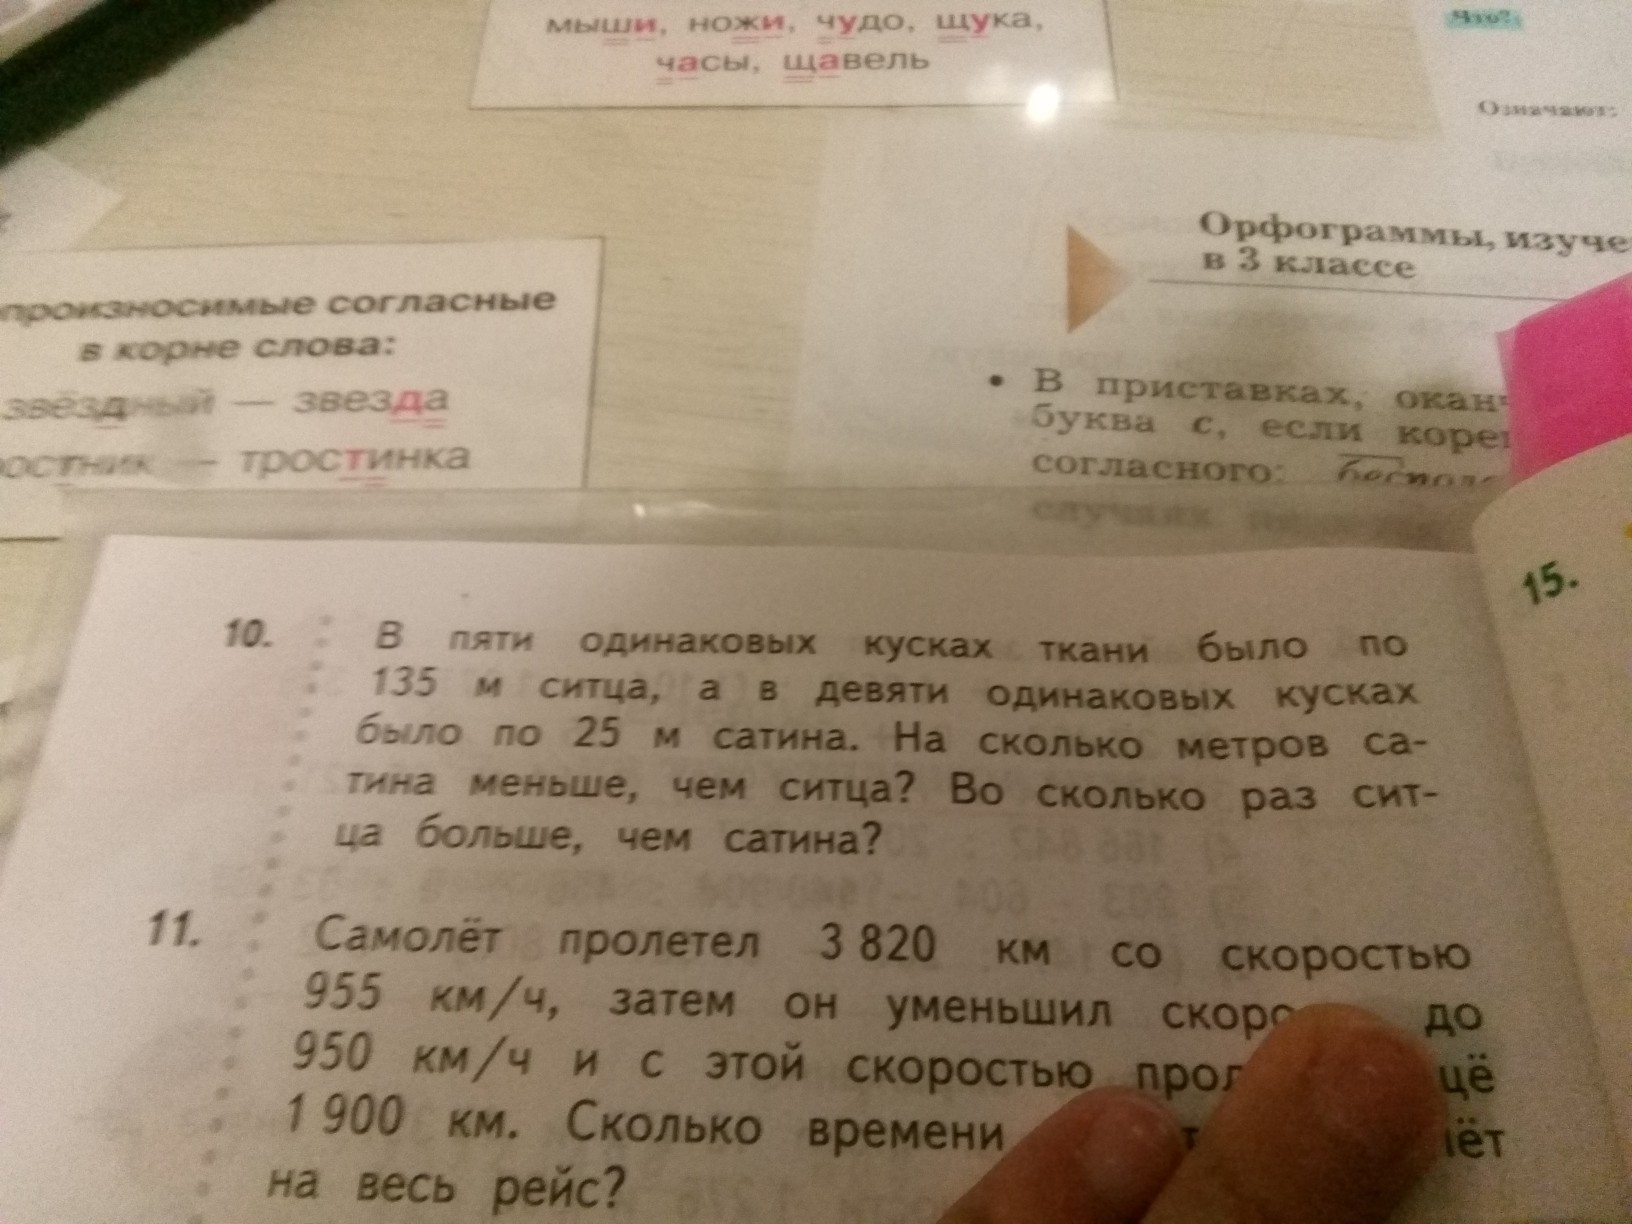 мыши, ножи, чудо, щука,
часы, щавель
Что?
Означают:
Орфограммы,
в 3 классе
согласные
в корне слова:
звёздный — звезда
— тростинка
• В приставках,
буква с, если
согласного:
случаях
15.
10. В пяти одинаковых кусках ткани было по
135 м ситца, а в девяти одинаковых кусках
было по 25 м сатина. На сколько метров са-
тина меньше, чем ситца? Во сколько раз сит-
ца больше, чем сатина?
11. Самолёт пролетел 3 820 км со скоростью
955 км/ч, затем он уменьшил до
950 км/ч и с этой скоростью
1 900 км. Сколько времени
на весь рейс?